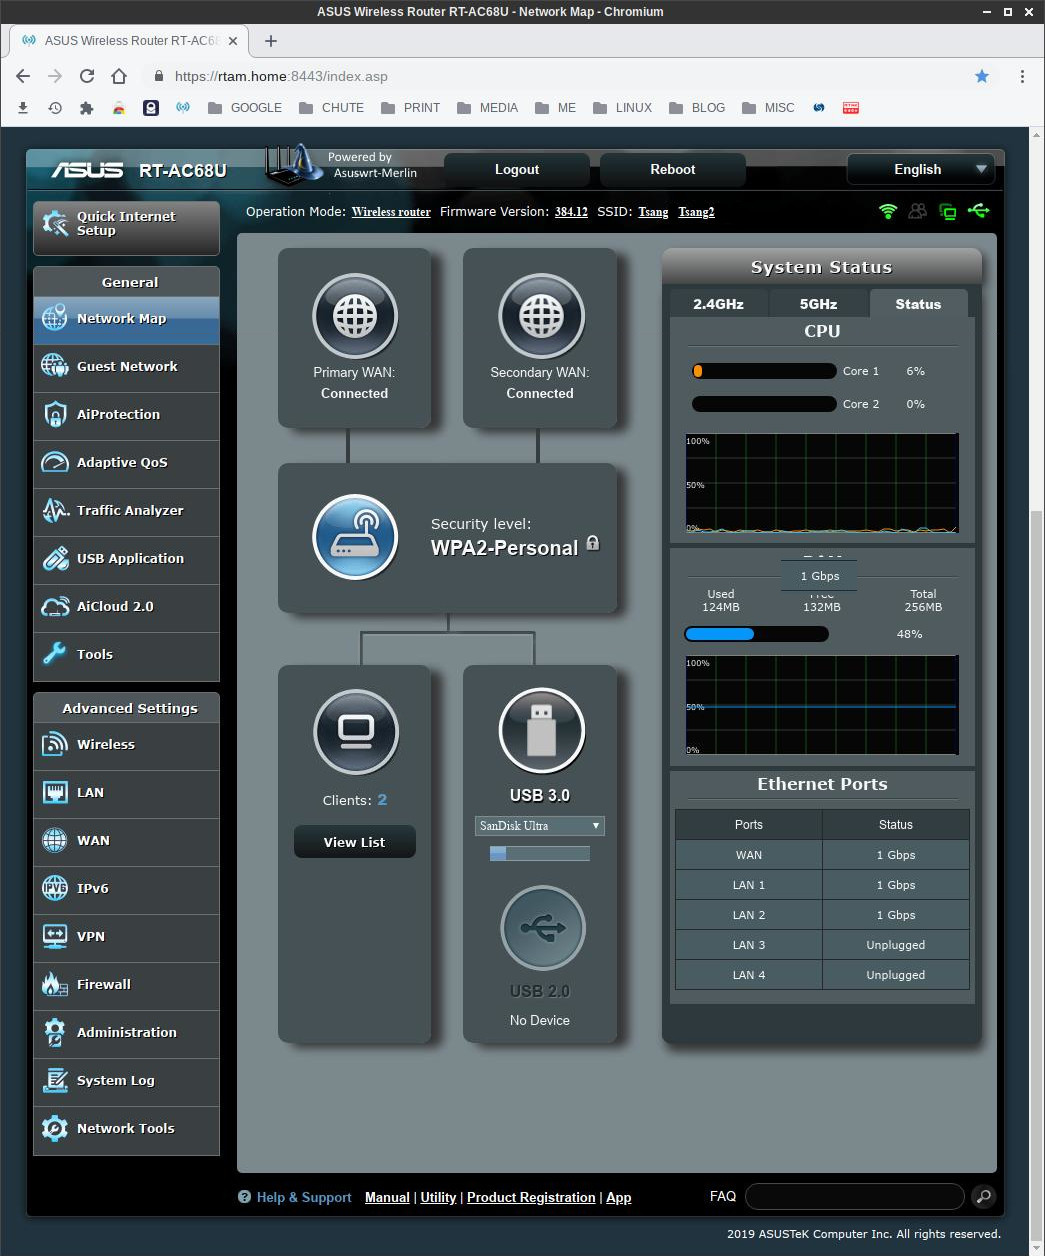 ASUS Wireless Router RT-AC68U - Network Map - Chromium
ASUS Wireless Router RT-AC68
https://rtam.home:8443/index.asp
GOOGLE CHUTE PRINT MEDIA ME LINUX BLOG MISC
ASUS RT-AC68U Powered by Asuswrt-Merlin Logout Reboot English
Operation Mode: Wireless router Firmware Version: 384.12 SSID: Tsang Tsang2
Quick Internet
Setup
General
Network Map
Guest Network
AiProtection
Adaptive QoS
Traffic Analyzer
USB Application
AiCloud 2.0
Tools
Advanced Settings
Wireless
LAN
WAN
IPv6
VPN
Firewall
Administration
System Log
Network Tools
Primary WAN:
Connected
Secondary WAN:
Connected
Security level:
WPA2-Personal
Clients: 2
View List
USB 3.0
SanDisk Ultra
USB 2.0
No Device
System Status
2.4GHz 5GHz Status
CPU
Core 1 6%
Core 2 0%
100%
50%
0%
1 Gbps
Used Total
124MB 132MB 256MB
48%
100%
50%
0%
Ethernet Ports
Ports Status
WAN 1 Gbps
LAN 1 1 Gbps
LAN 2 1 Gbps
LAN 3 Unplugged
LAN 4 Unplugged
Help & Support Manual | Utility | Product Registration | App FAQ
2019 ASUSTeK Computer Inc. All rights reserved.